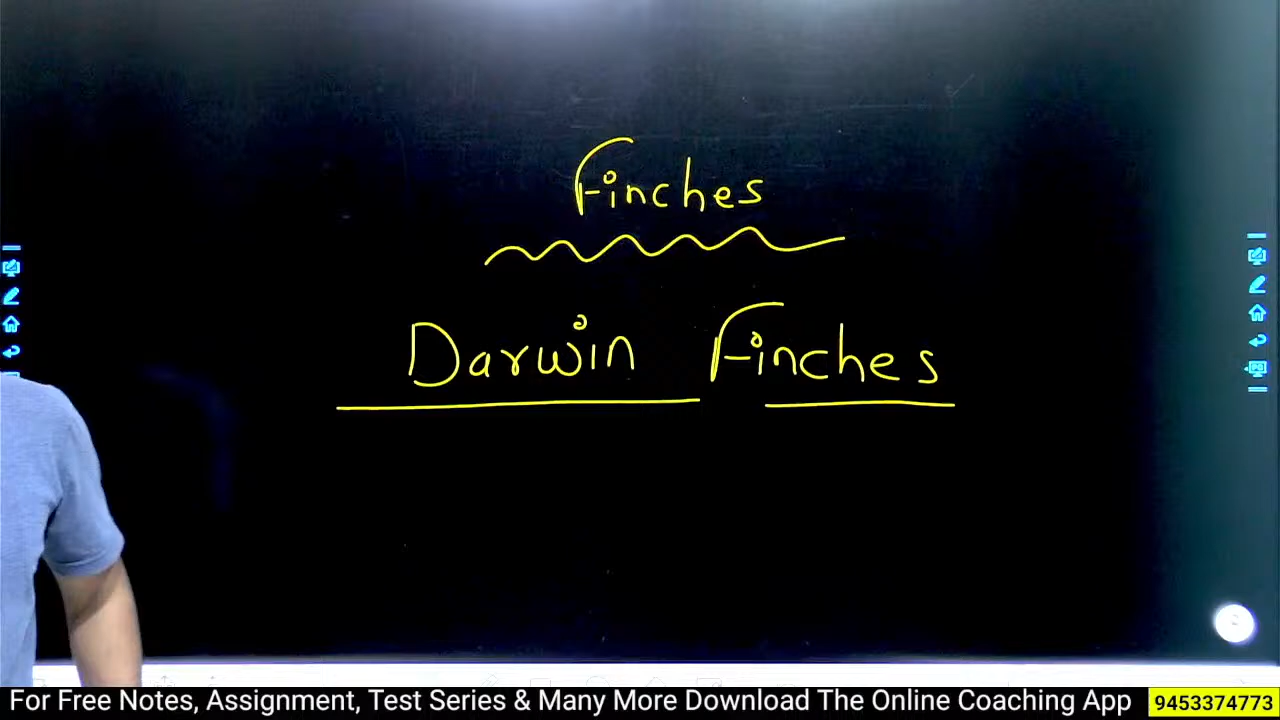 Finches
Darwin Finches
For Free Notes, Assignment, Test Series & Many More Download The Online Coaching App 9453374773